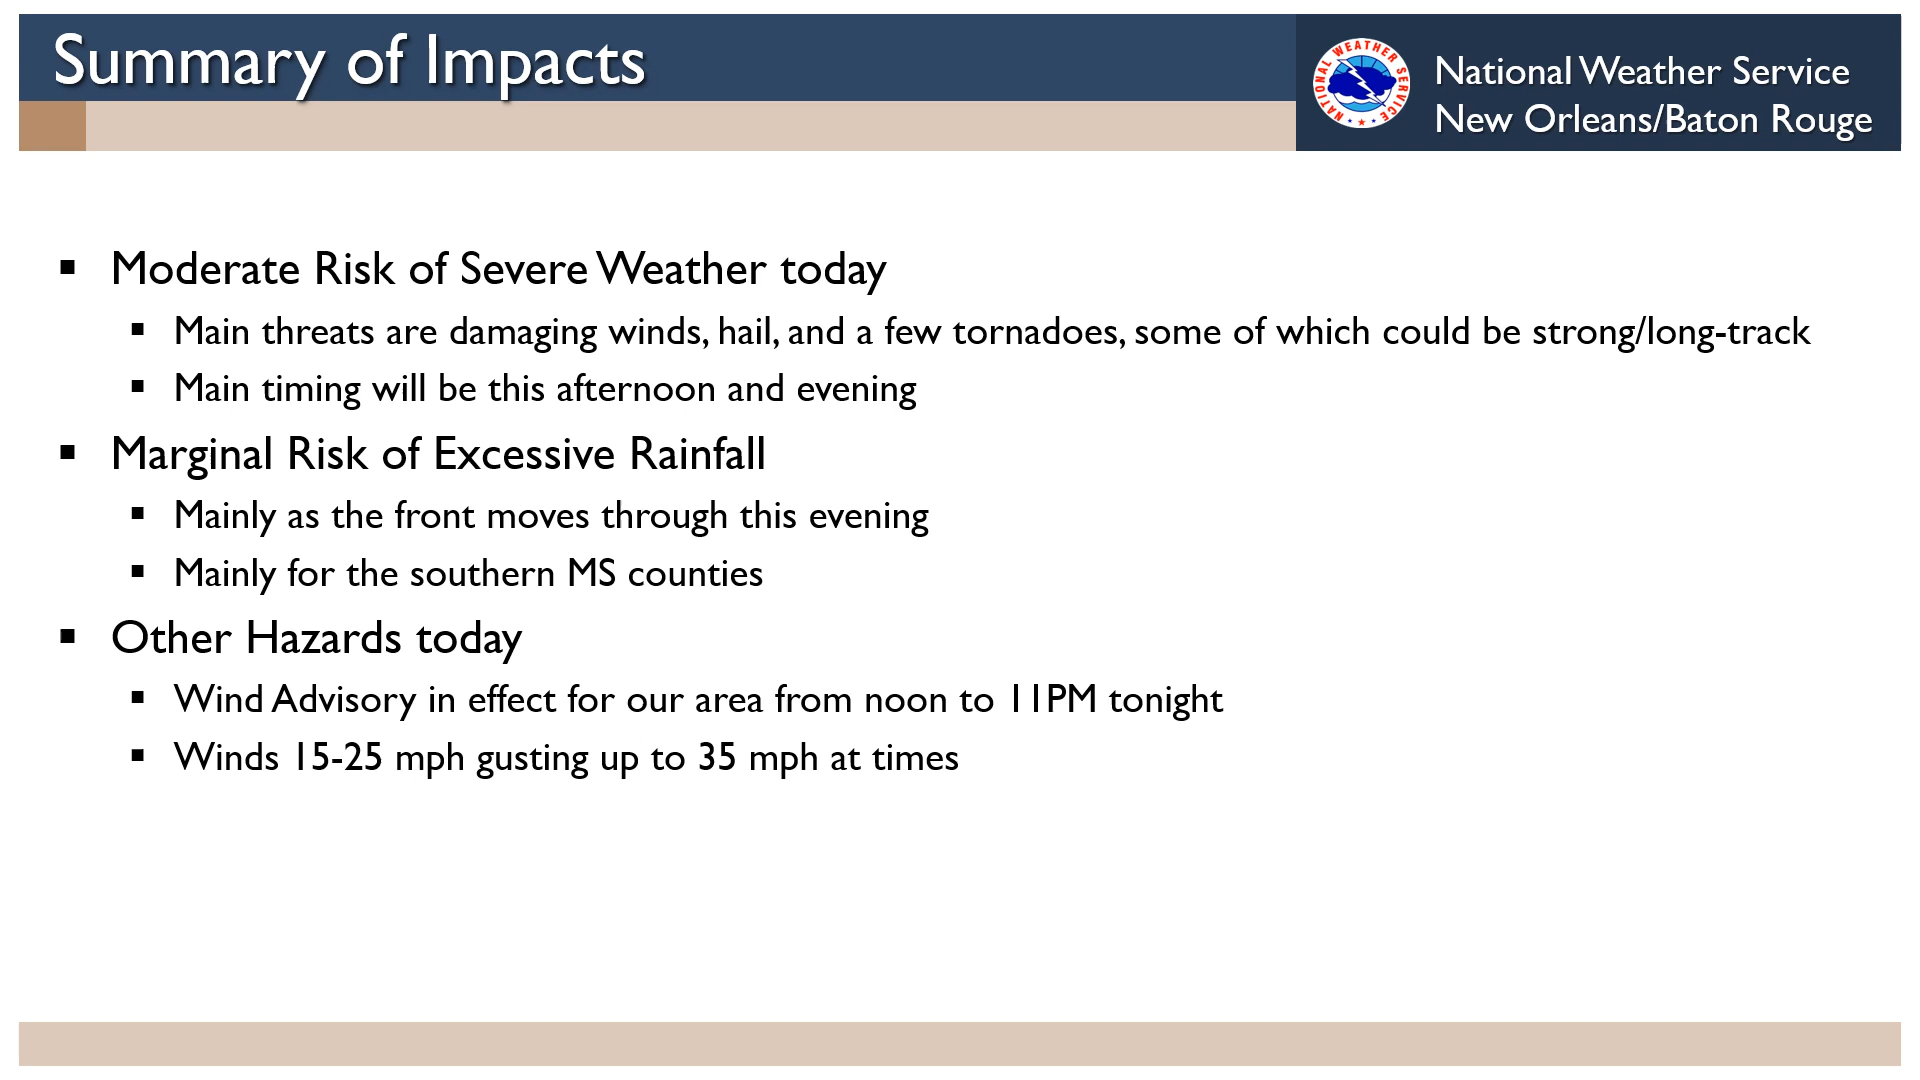 Summary of Impacts
NATIONAL WEATHER SERVICE
National Weather Service
New Orleans/Baton Rouge
▪ Moderate Risk of Severe Weather today
▪ Main threats are damaging winds, hail, and a few tornadoes, some of which could be strong/long-track
▪ Main timing will be this afternoon and evening
▪ Marginal Risk of Excessive Rainfall
▪ Mainly as the front moves through this evening
▪ Mainly for the southern MS counties
▪ Other Hazards today
▪ Wind Advisory in effect for our area from noon to 11PM tonight
▪ Winds 15-25 mph gusting up to 35 mph at times